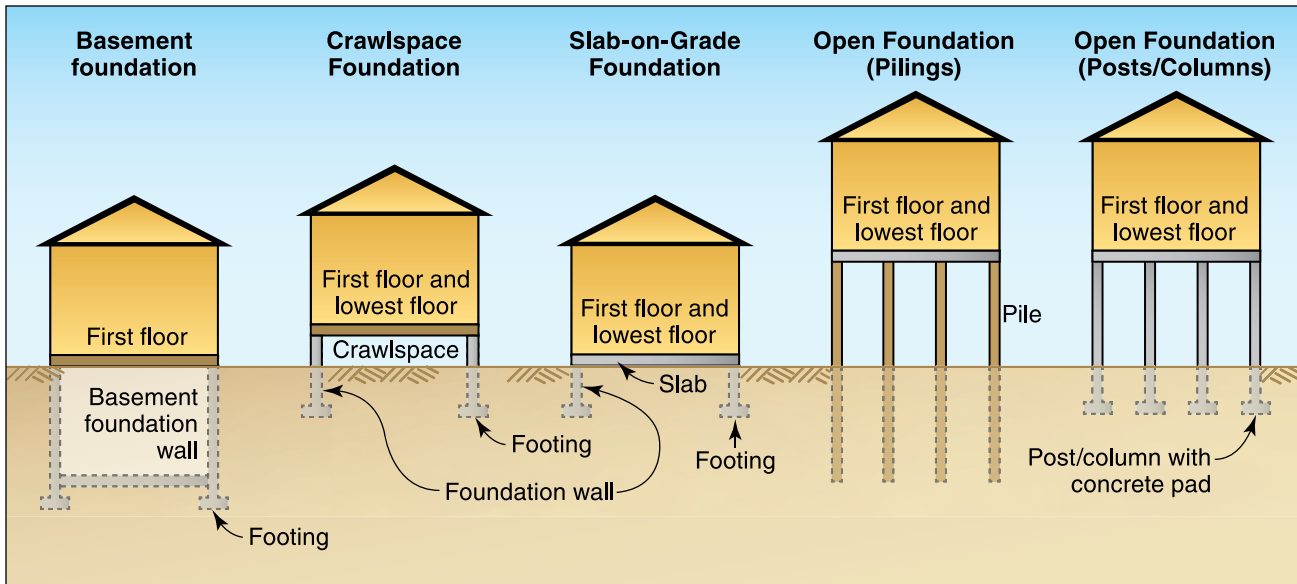 Basement
foundation
Crawlspace
Foundation
Slab-on-Grade
Foundation
Open Foundation
(Pilings)
Open Foundation
(Posts/Columns)
First floor
Basement
foundation
wall
Footing
First floor and
lowest floor
Crawlspace
Footing
Foundation wall
First floor and
lowest floor
Slab
Footing
First floor and
lowest floor
Pile
First floor and
lowest floor
Post/column with
concrete pad